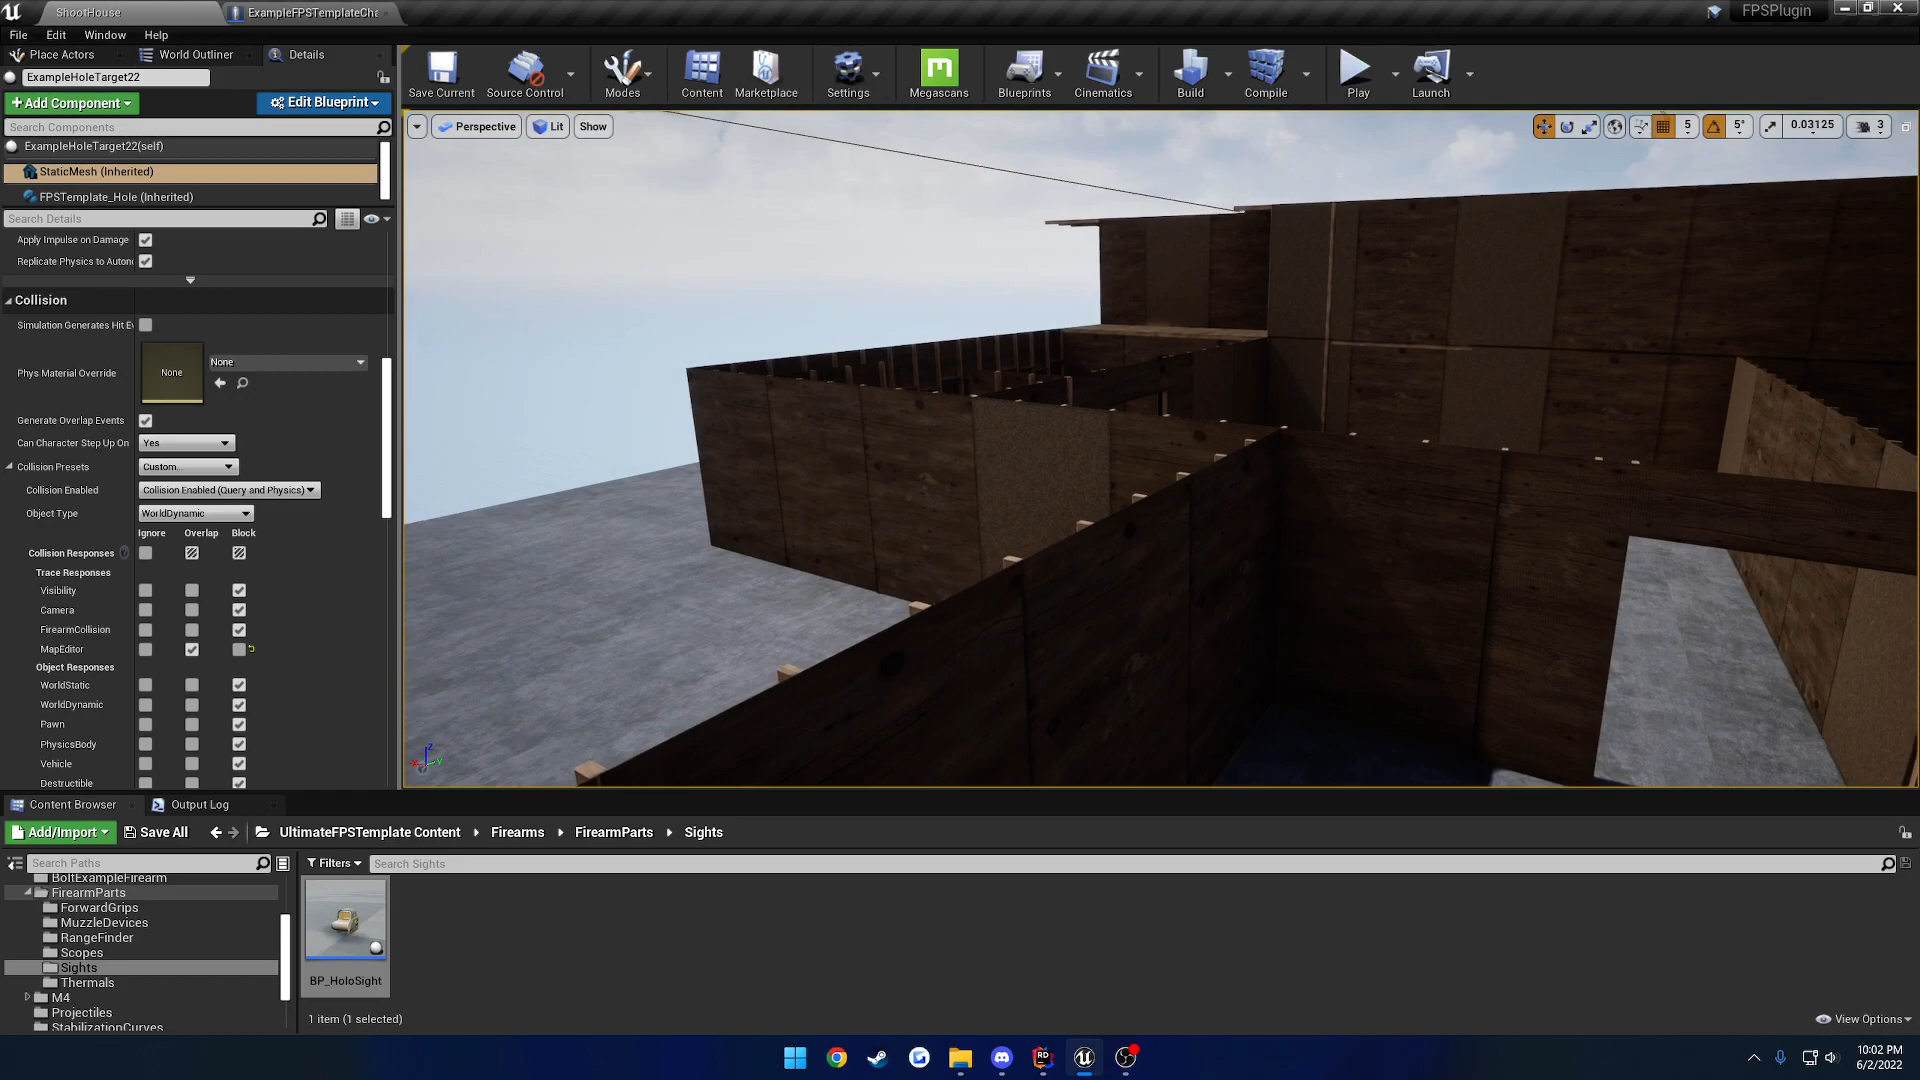 ShootHouse
ExampleFPSTemplateCha
FPSPlugin
File Edit Window Help
Place Actors World Outliner Details
ExampleHoleTarget22
+Add Component Edit Blueprint
Search Components
ExampleHoleTarget22(self)
StaticMesh (Inherited)
FPSTemplate_Hole (Inherited)
Search Details
Apply Impulse on Damage
Replicate Physics to Autono
Collision
Simulation Generates Hit Ev
Phys Material Override None None
Generate Overlap Events
Can Character Step Up On Yes
Collision Presets Custom...
Collision Enabled Collision Enabled (Query and Physics)
Object Type WorldDynamic
Ignore Overlap Block
Collision Responses
Trace Responses
Visibility
Camera
FirearmCollision
MapEditor
Object Responses
WorldStatic
WorldDynamic
Pawn
PhysicsBody
Vehicle
Destructible
Save Current Source Control Modes Content Marketplace Settings Megascans Blueprints Cinematics Build Compile Play Launch
Perspective Lit Show
5 5° 0.03125 3
Content Browser Output Log
Add/Import Save All UltimateFPSTemplate Content Firearms FirearmParts Sights
Search Paths
BoltExampleFirearm
FirearmParts
ForwardGrips
MuzzleDevices
RangeFinder
Scopes
Sights
Thermals
M4
Projectiles
StabilizationCurves
Filters Search Sights
BP_HoloSight
1 item (1 selected)
View Options
10:02 PM
6/2/2022